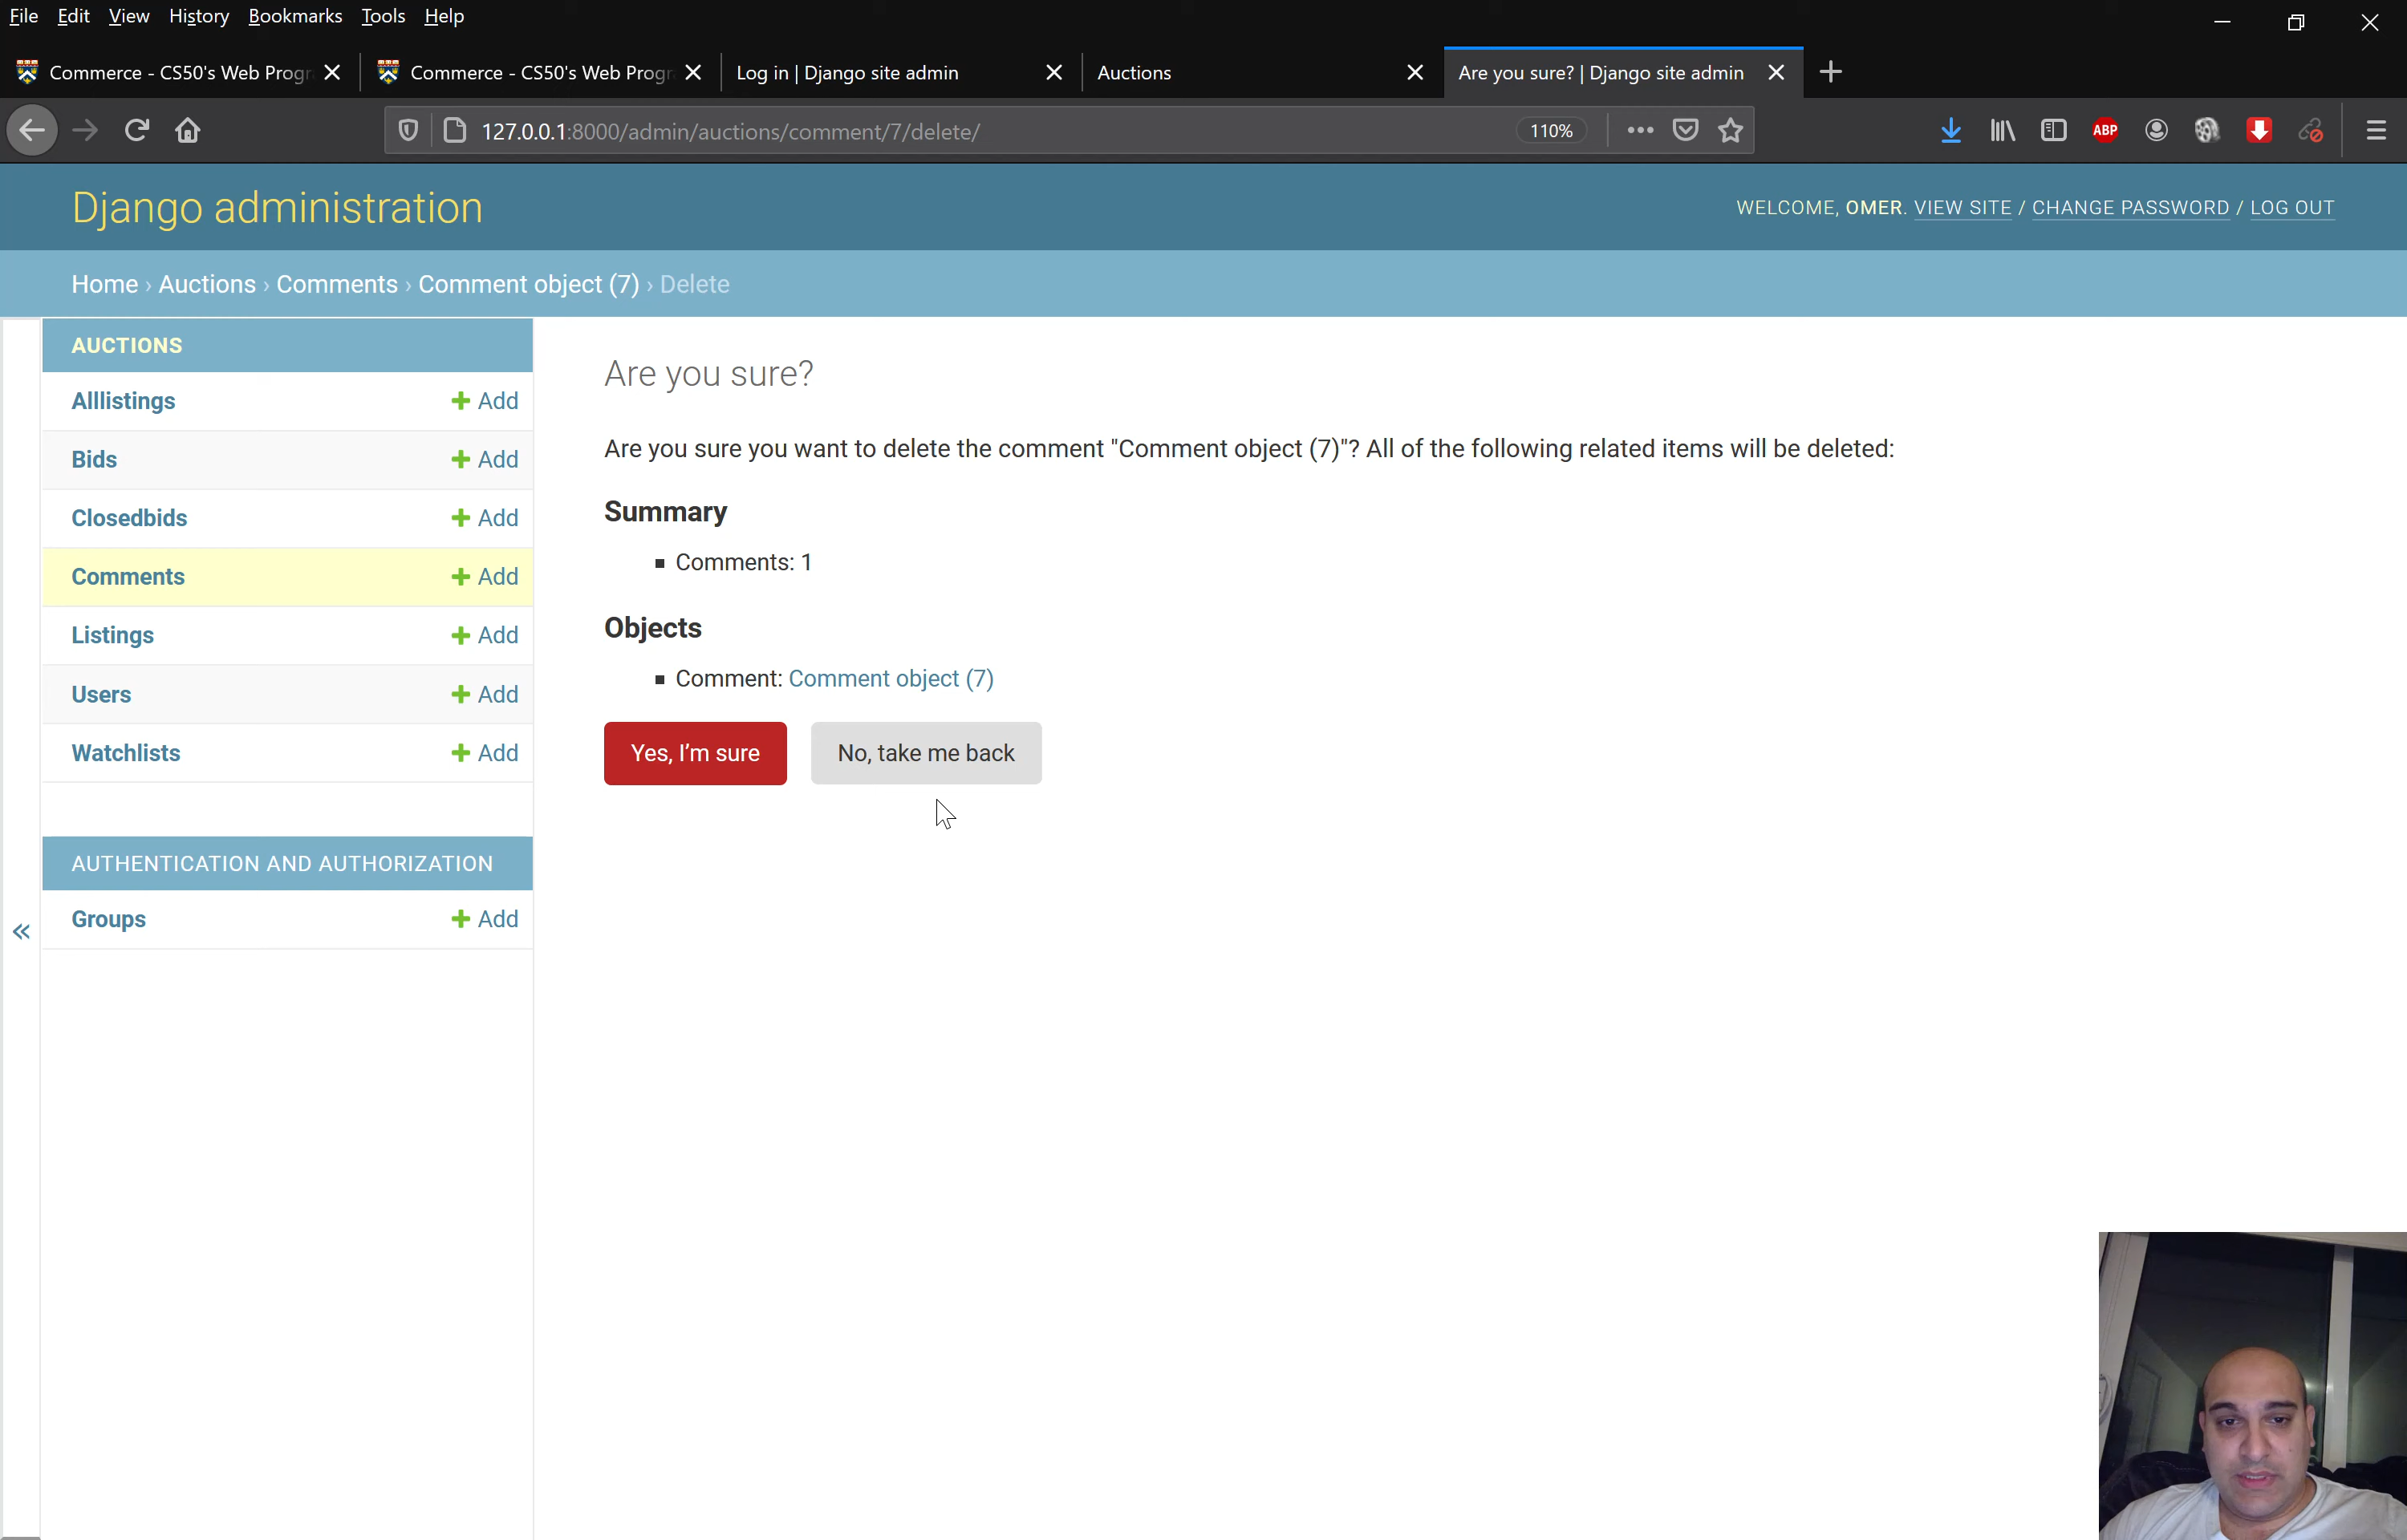 File Edit View History Bookmarks Tools Help
Commerce - CS50's Web Progr
Commerce - CS50's Web Progr
Log in | Django site admin
Auctions
Are you sure? | Django site admin
127.0.0.1:8000/admin/auctions/comment/7/delete/
110%
ABP
Django administration
WELCOME, OMER. VIEW SITE / CHANGE PASSWORD / LOG OUT
Home › Auctions › Comments › Comment object (7) › Delete
AUCTIONS
Alllistings + Add
Bids + Add
Closedbids + Add
Comments + Add
Listings + Add
Users + Add
Watchlists + Add
AUTHENTICATION AND AUTHORIZATION
Groups + Add
«
Are you sure?
Are you sure you want to delete the comment "Comment object (7)"? All of the following related items will be deleted:
Summary
Comments: 1
Objects
Comment: Comment object (7)
Yes, I’m sure
No, take me back